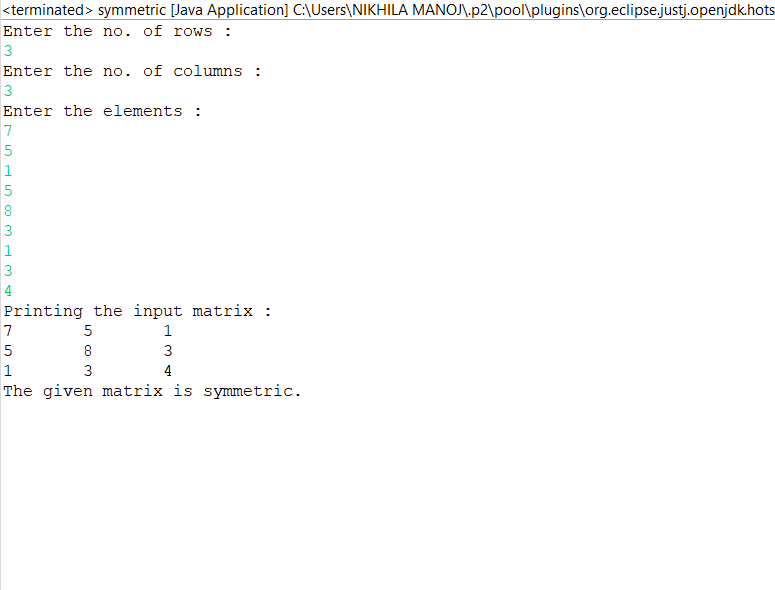 <terminated> symmetric [Java Application] C:\Users\NIKHILA MANOJ\.p2\pool\plugins\org.eclipse.justj.openjdk.hots
Enter the no. of rows :
3
Enter the no. of columns :
3
Enter the elements :
7
5
1
5
8
3
1
3
4
Printing the input matrix :
7 5 1
5 8 3
1 3 4
The given matrix is symmetric.